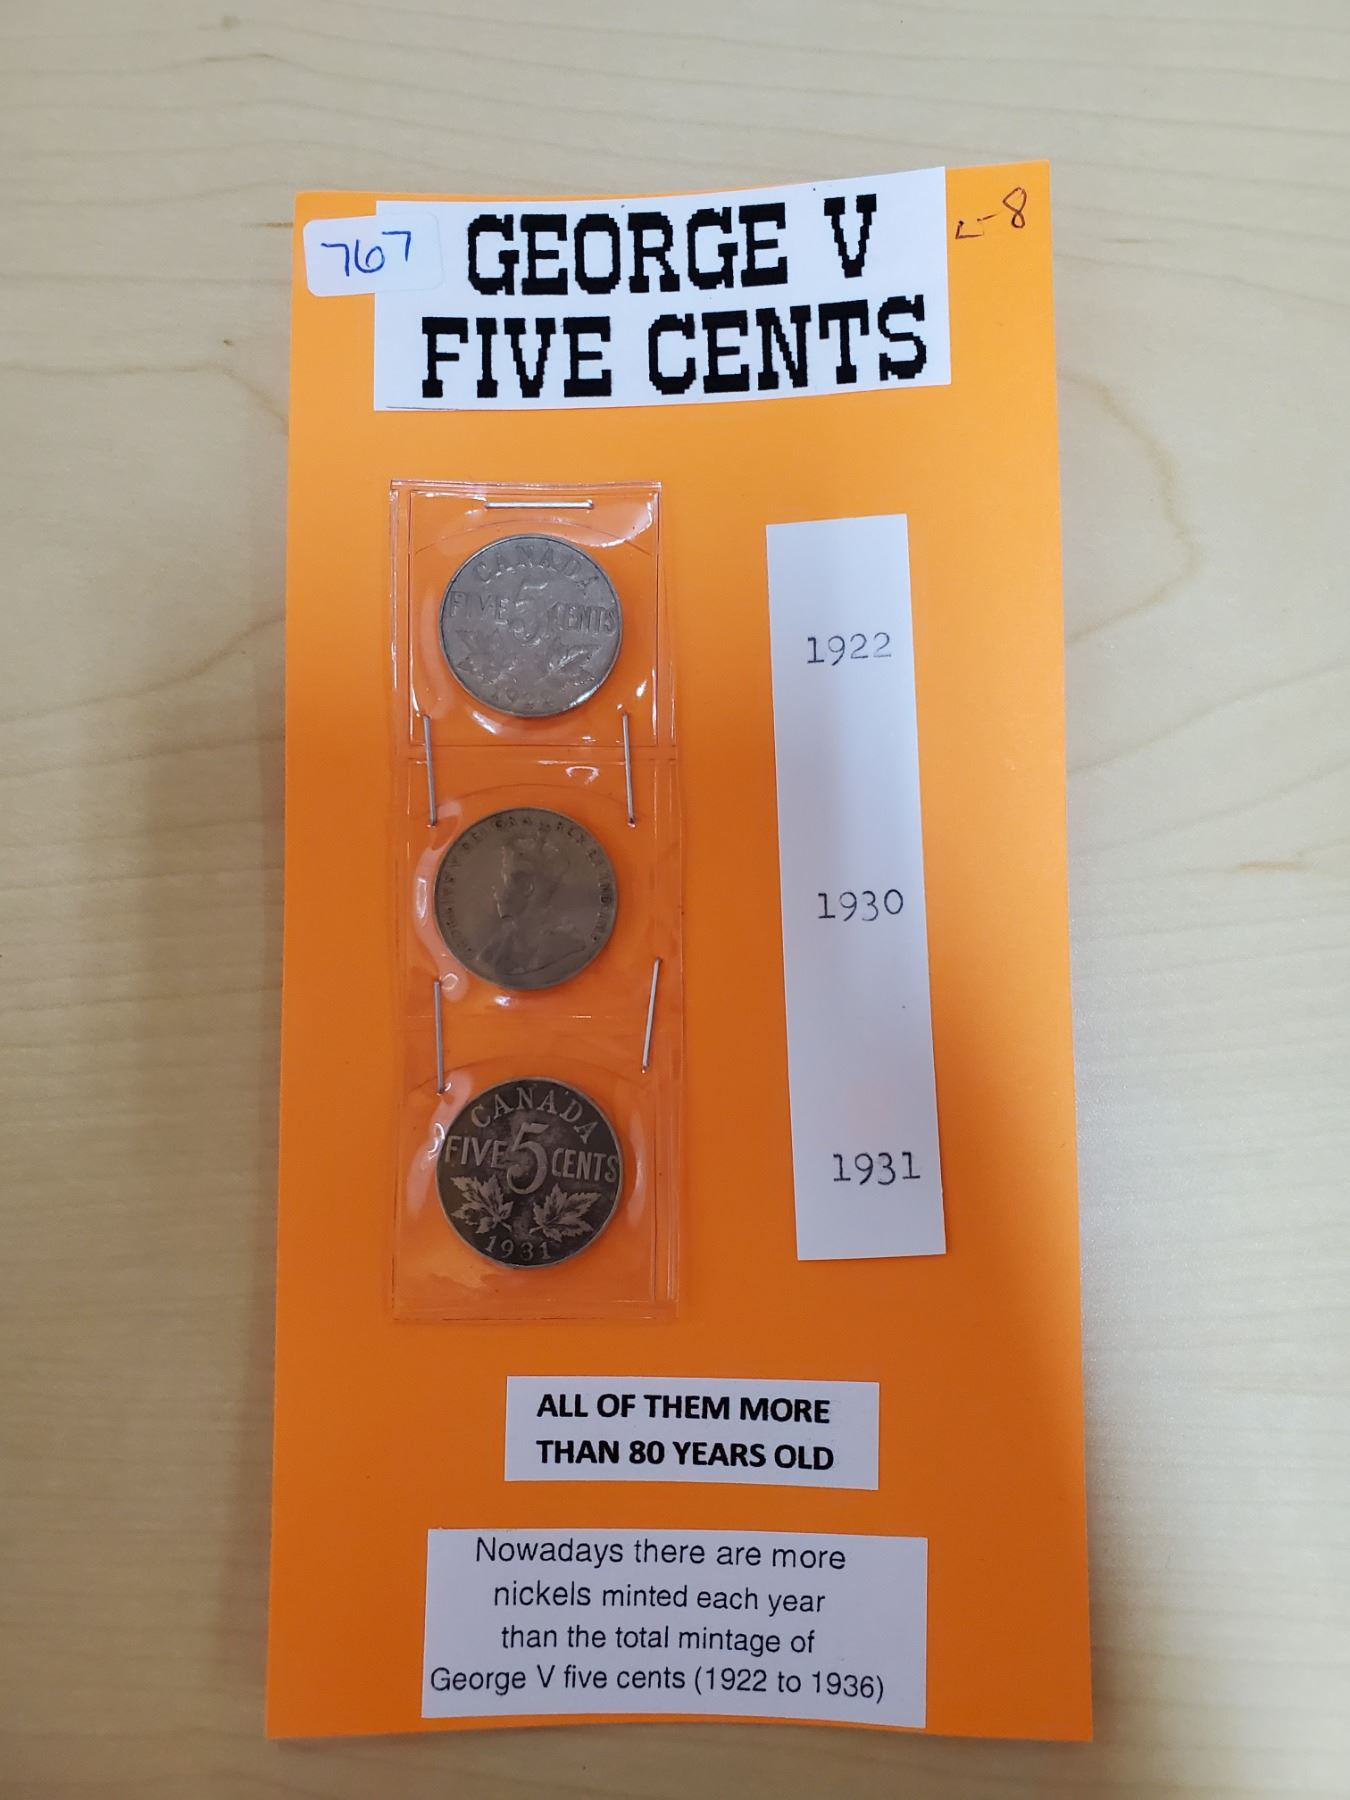 767
GEORGE V
FIVE CENTS
-8
CANADA
FIVE 5 CENTS
1922
1930
CANADA
FIVE 5 CENTS
1931
1931
ALL OF THEM MORE
THAN 80 YEARS OLD
Nowadays there are more
nickels minted each year
than the total mintage of
George V five cents (1922 to 1936)